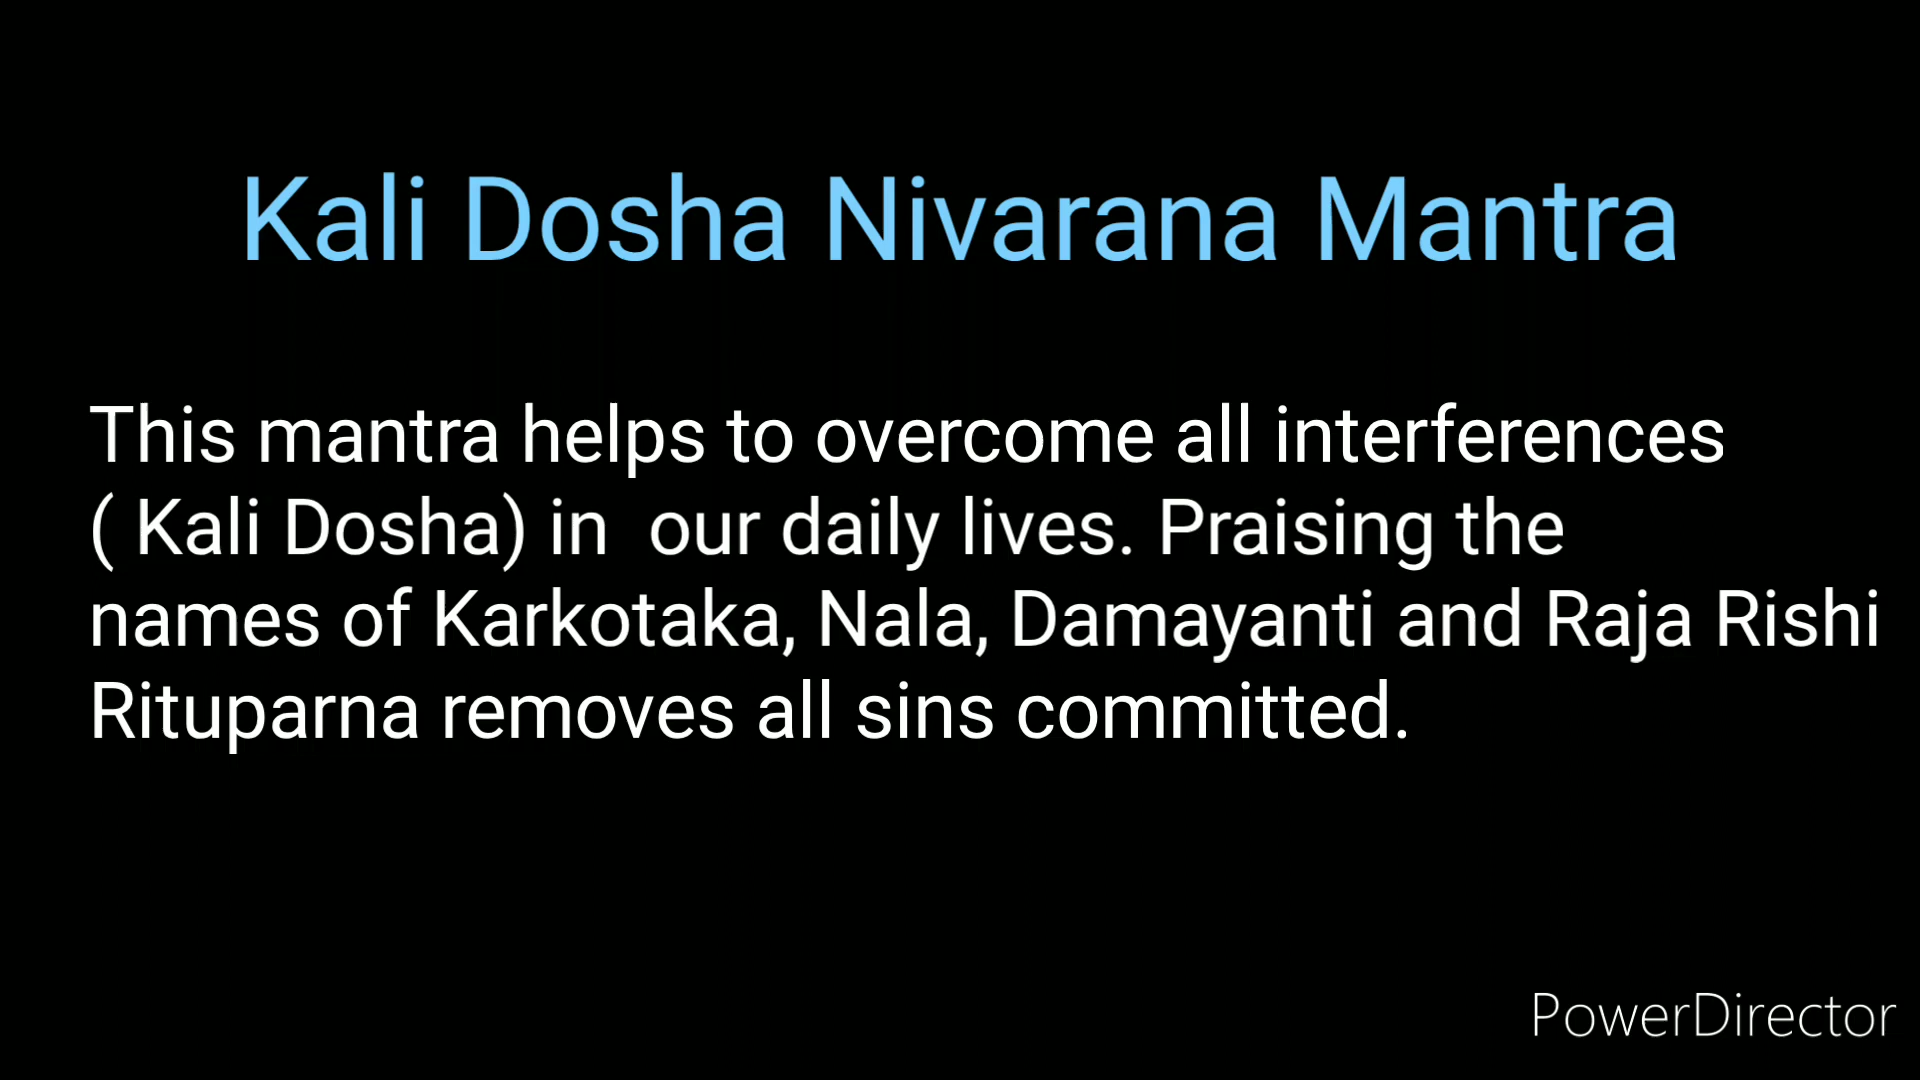 Kali Dosha Nivarana Mantra
This mantra helps to overcome all interferences
( Kali Dosha) in  our daily lives. Praising the
names of Karkotaka, Nala, Damayanti and Raja Rishi
Rituparna removes all sins committed.
PowerDirector